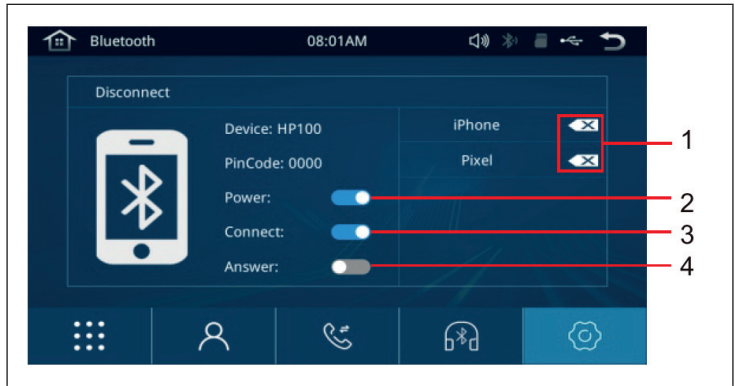 Bluetooth 08:01AM
Disconnect
Device: HP100
PinCode: 0000
Power:
Connect:
Answer:
iPhone
Pixel
1
2
3
4